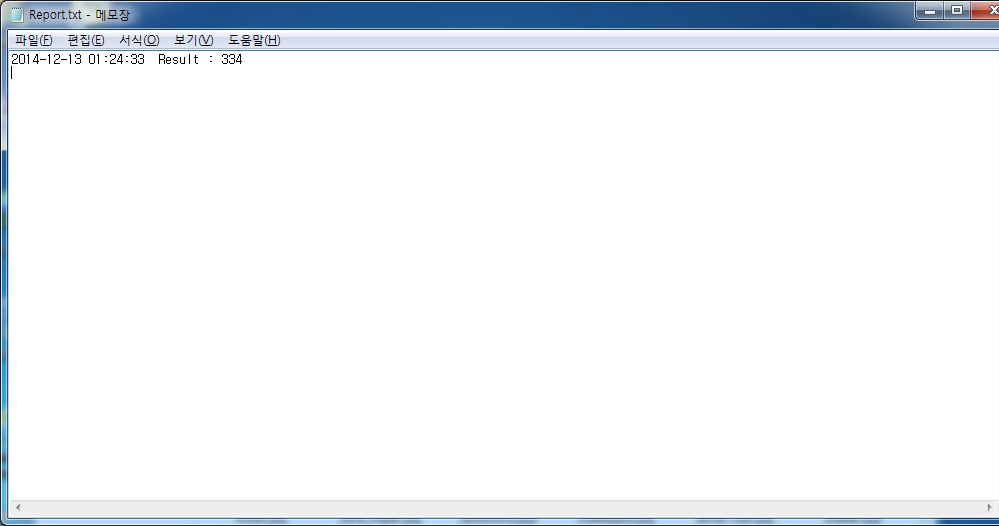 Report.txt - 메모장
파일(F) 편집(E) 서식(O) 보기(V) 도움말(H)
2014-12-13 01:24:33  Result : 334